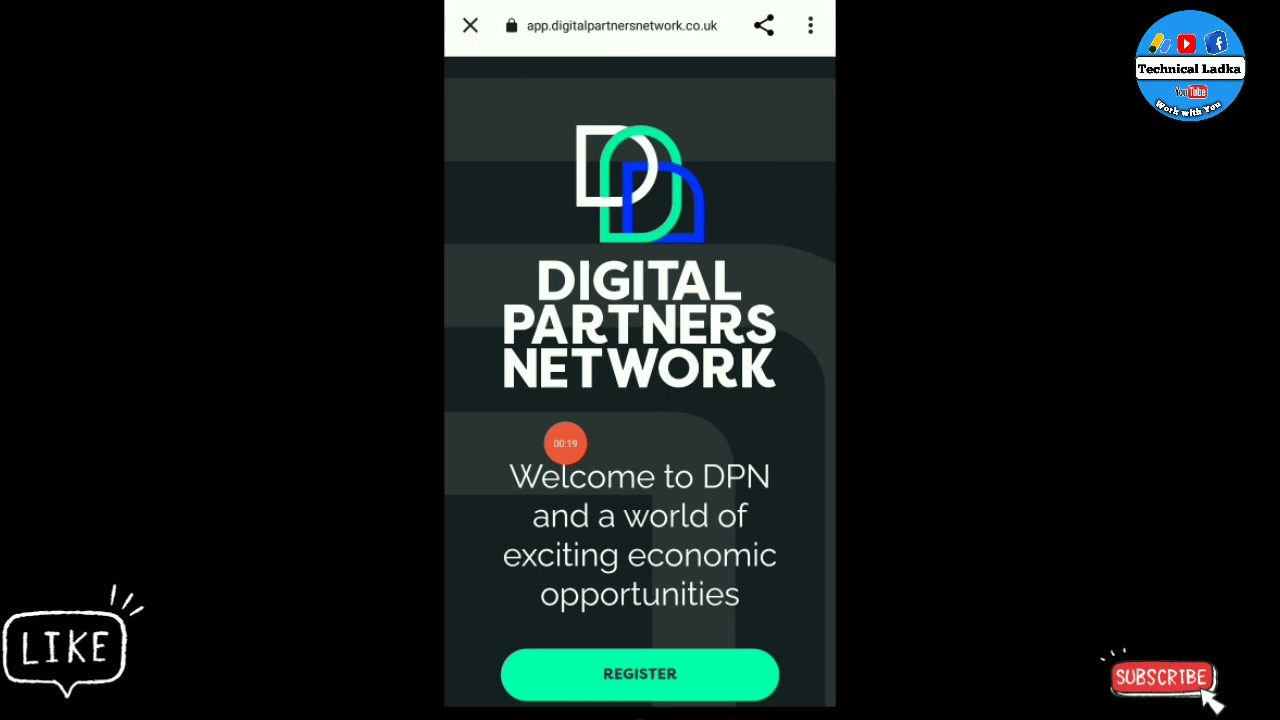 app.digitalpartnersnetwork.co.uk
Technical Ladka
YouTube
Work with You
DIGITAL
PARTNERS
NETWORK
00:19
Welcome to DPN
and a world of
exciting economic
opportunities
LIKE
REGISTER
SUBSCRIBE